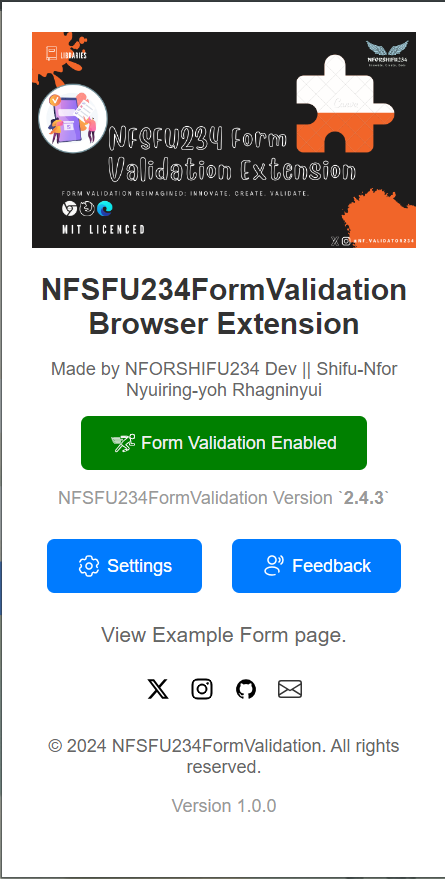 LIBRARIES
NFORSHIFU234
NFSFU234 Form
Validation Extension
FORM VALIDATION REIMAGINED: INNOVATE. CREATE. VALIDATE.
MIT LICENCED
@NF_VALIDATOR234
NFSFU234FormValidation
Browser Extension
Made by NFORSHIFU234 Dev || Shifu-Nfor
Nyuiring-yoh Rhagninyui
Form Validation Enabled
NFSFU234FormValidation Version `2.4.3`
Settings
Feedback
View Example Form page.
© 2024 NFSFU234FormValidation. All rights
reserved.
Version 1.0.0